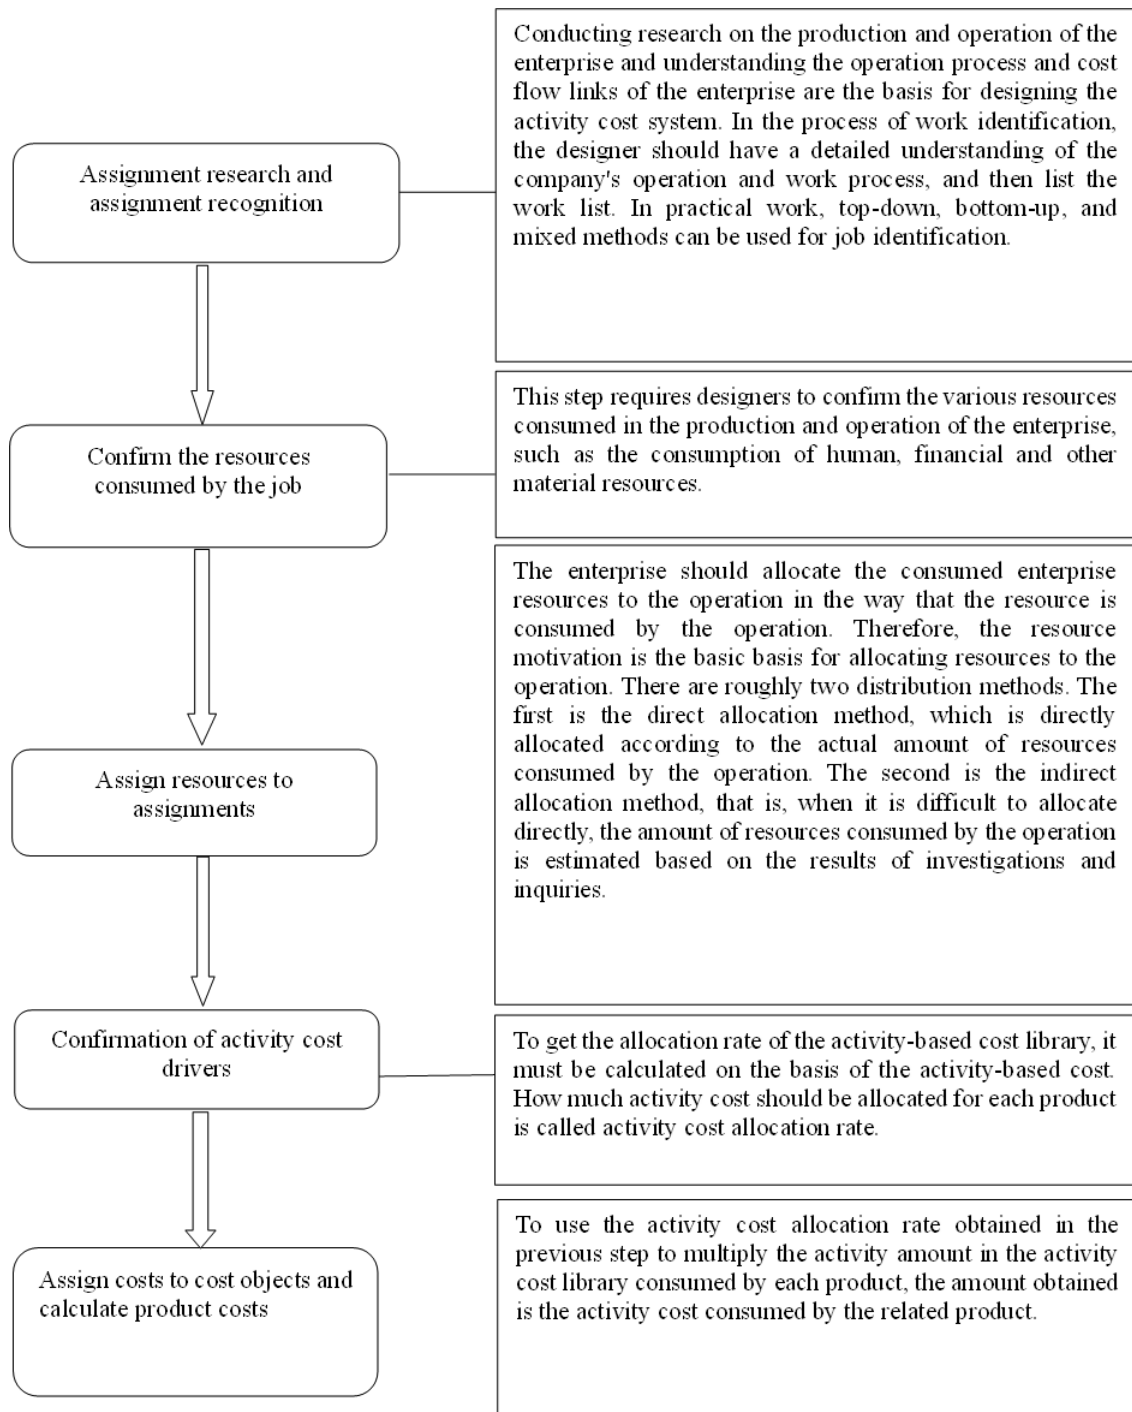 Assignment research and
assignment recognition
Conducting research on the production and operation of the
enterprise and understanding the operation process and cost
flow links of the enterprise are the basis for designing the
activity cost system. In the process of work identification,
the designer should have a detailed understanding of the
company's operation and work process, and then list the
work list. In practical work, top-down, bottom-up, and
mixed methods can be used for job identification.
Confirm the resources
consumed by the job
This step requires designers to confirm the various resources
consumed in the production and operation of the enterprise,
such as the consumption of human, financial and other
material resources.
Assign resources to
assignments
The enterprise should allocate the consumed enterprise
resources to the operation in the way that the resource is
consumed by the operation. Therefore, the resource
motivation is the basic basis for allocating resources to the
operation. There are roughly two distribution methods. The
first is the direct allocation method, which is directly
allocated according to the actual amount of resources
consumed by the operation. The second is the indirect
allocation method, that is, when it is difficult to allocate
directly, the amount of resources consumed by the operation
is estimated based on the results of investigations and
inquiries.
Confirmation of activity cost
drivers
To get the allocation rate of the activity-based cost library, it
must be calculated on the basis of the activity-based cost.
How much activity cost should be allocated for each product
is called activity cost allocation rate.
Assign costs to cost objects and
calculate product costs
To use the activity cost allocation rate obtained in the
previous step to multiply the activity amount in the activity
cost library consumed by each product, the amount obtained
is the activity cost consumed by the related product.